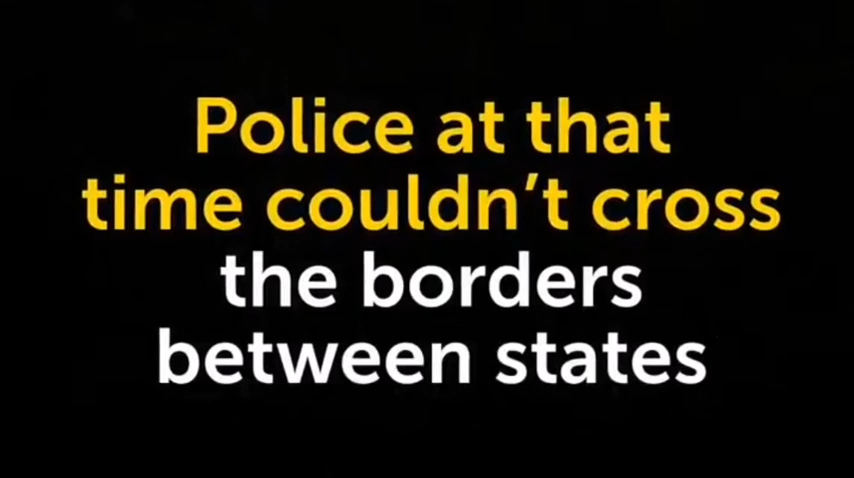 Police at that
time couldn’t cross
the borders
between states